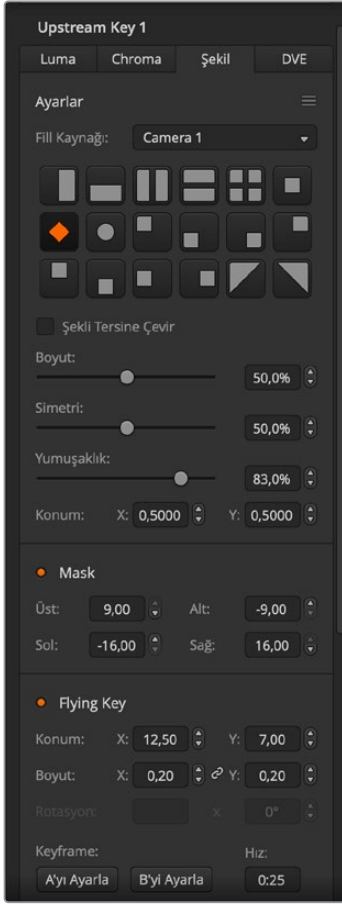 Upstream Key 1
Luma Chroma Şekil DVE
Ayarlar
Fill Kaynağı: Camera 1
Şekli Tersine Çevir
Boyut:
50,0%
Simetri:
50,0%
Yumuşaklık:
83,0%
Konum: X: 0,5000 Y: 0,5000
Mask
Üst: 9,00 Alt: -9,00
Sol: -16,00 Sağ: 16,00
Flying Key
Konum: X: 12,50 Y: 7,00
Boyut: X: 0,20 Y: 0,20
Rotasyon: x 0°
Keyframe: Hız:
A'yı Ayarla B'yi Ayarla 0:25